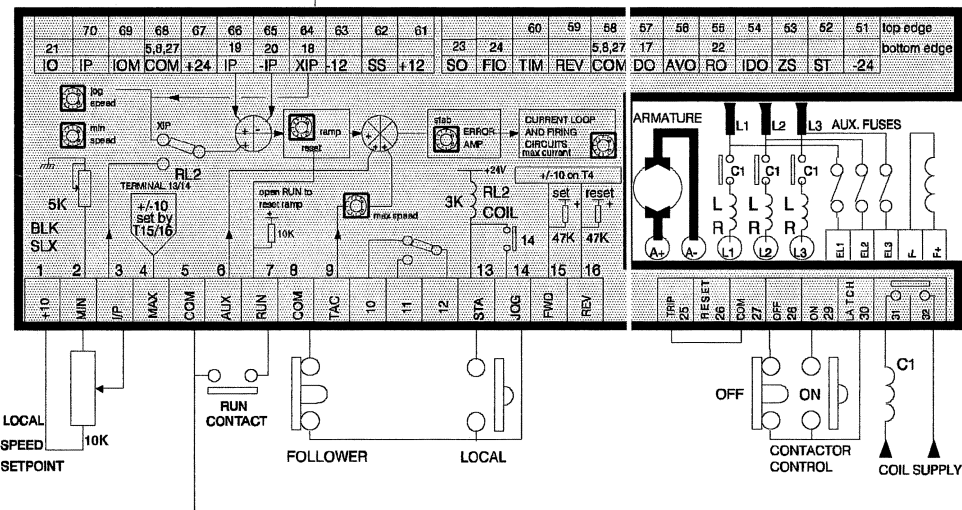 70 69 68 67 66 65 64 63 62 61 60 59 58 57 56 55 54 53 52 51 top edge
21 5,8,27 19 20 18 23 24 5,8,27 17 22 bottom edge
IO IP IOM COM +24 IP -IP XIP -12 SS +12 SO FIO TIM REV COM DO AVO RO IDO ZS ST -24
jog
speed
min
speed
XIP
RL2
TERMINAL 13/14
+ -
ramp
reset
stab
ERROR
AMP
CURRENT LOOP
AND FIRING
CIRCUITS
max current
+/-10 on T4
+24V
RL2
3K COIL
set reset
47K 47K
14
5K
BLK
SLX
+/-10
set by
T15/16
open RUN to
reset ramp
10K
max speed
ARMATURE
L1 L2 L3 AUX. FUSES
C1 C1 C1
L L L
R R R
A+ A- L1 L2 L3 EL1 EL2 EL3 F- F+
1 2 3 4 5 6 7 8 9 10 11 12 13 14 15 16
+10 MIN I/P MAX COM AUX RUN COM TAC STA JOG FWD REV
TRIP RESET COM OFF ON LATCH
25 26 27 28 29 30 31 32
LOCAL
SPEED
SETPOINT
10K
RUN
CONTACT
FOLLOWER
LOCAL
OFF
ON
CONTACTOR
CONTROL
C1
COIL SUPPLY